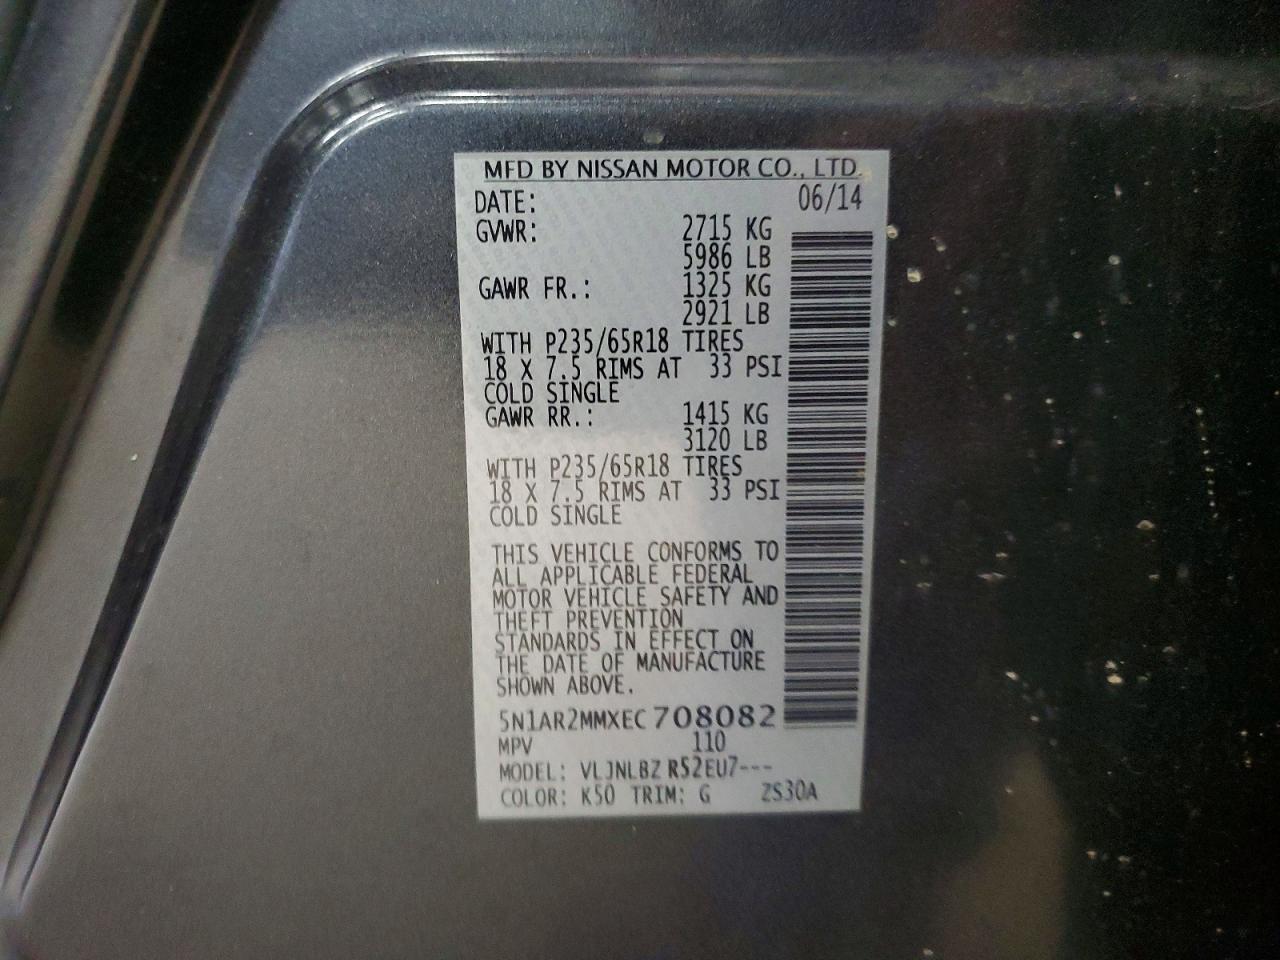 MFD BY NISSAN MOTOR CO., LTD.
DATE: 06/14
GVWR: 2715 KG
5986 LB
GAWR FR.: 1325 KG
2921 LB
WITH P235/65R18 TIRES
18 X 7.5 RIMS AT 33 PSI
COLD SINGLE
GAWR RR.: 1415 KG
3120 LB
WITH P235/65R18 TIRES
18 X 7.5 RIMS AT 33 PSI
COLD SINGLE
THIS VEHICLE CONFORMS TO
ALL APPLICABLE FEDERAL
MOTOR VEHICLE SAFETY AND
THEFT PREVENTION
STANDARDS IN EFFECT ON
THE DATE OF MANUFACTURE
SHOWN ABOVE.
5N1AR2MMXEC708082
MPV 110
MODEL: VLJNLBZ R52EU7---
COLOR: K50 TRIM: G ZS30A